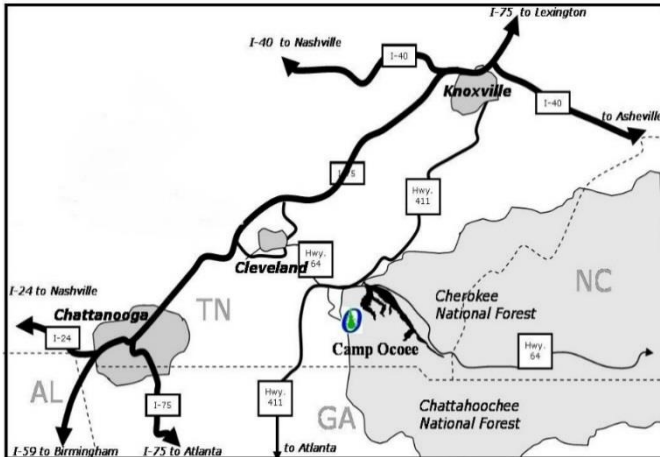 I-75 to Lexington
I-40 to Nashville
I-40
Knoxville
I-40
to Asheville
I-75
Hwy.
411
Cleveland
Hwy.
64
NC
I-24 to Nashville
Chattanooga
TN
Cherokee
National Forest
I-24
Camp Ocoee
Hwy.
64
AL
I-75
Hwy.
411
GA
Chattahoochee
National Forest
I-59 to Birmingham
I-75 to Atlanta
to Atlanta